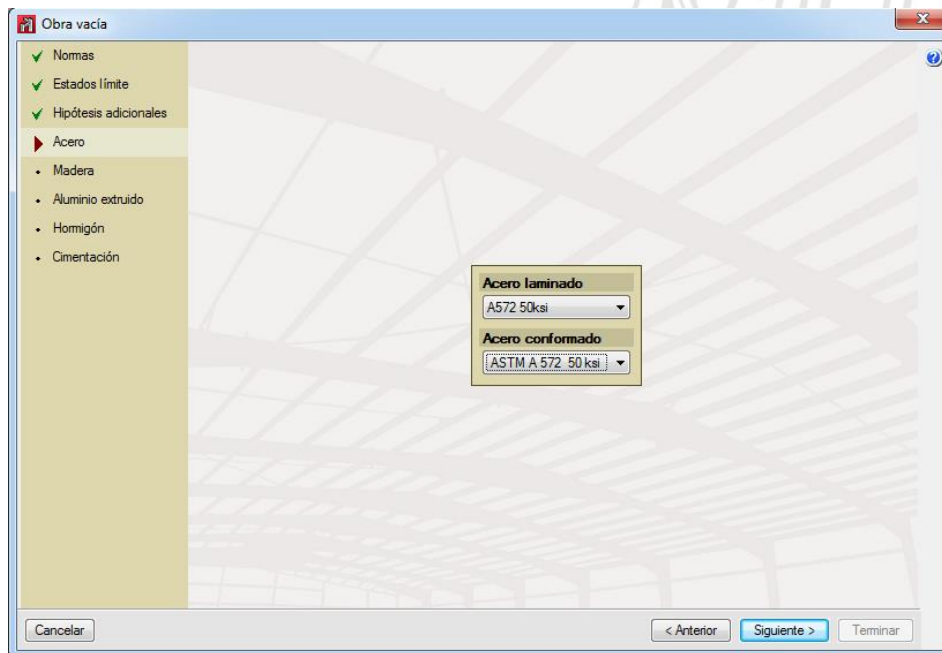 Obra vacía
Normas
Estados límite
Hipótesis adicionales
Acero
Madera
Aluminio extruido
Hormigón
Cimentación
Acero laminado
A572 50ksi
Acero conformado
ASTM A 572 50 ksi
Cancelar
< Anterior
Siguiente >
Terminar